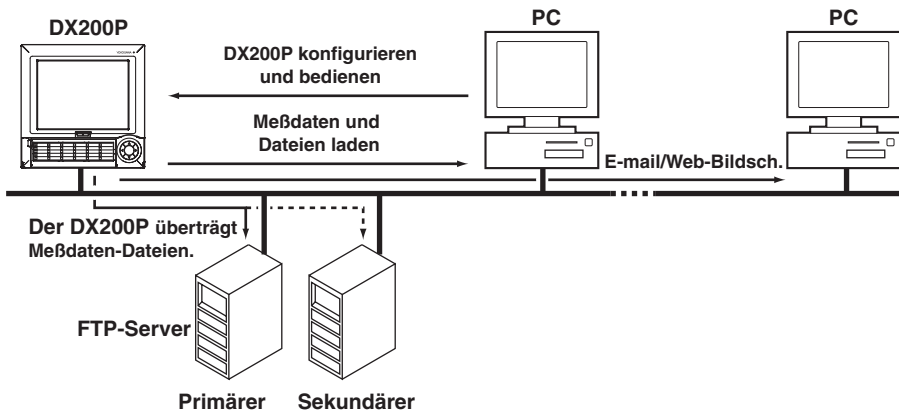 DX200P
PC
PC
YOKOGAWA
DX200P konfigurieren
und bedienen
Meßdaten und
Dateien laden
E-mail/Web-Bildsch.
Der DX200P überträgt
Meßdaten-Dateien.
FTP-Server
Primärer
Sekundärer